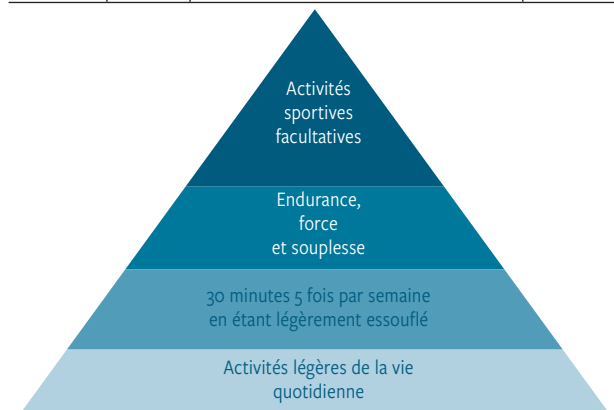 Activités
sportives
facultatives
Endurance,
force
et souplesse
30 minutes 5 fois par semaine
en étant légèrement essouflé
Activités légères de la vie
quotidienne